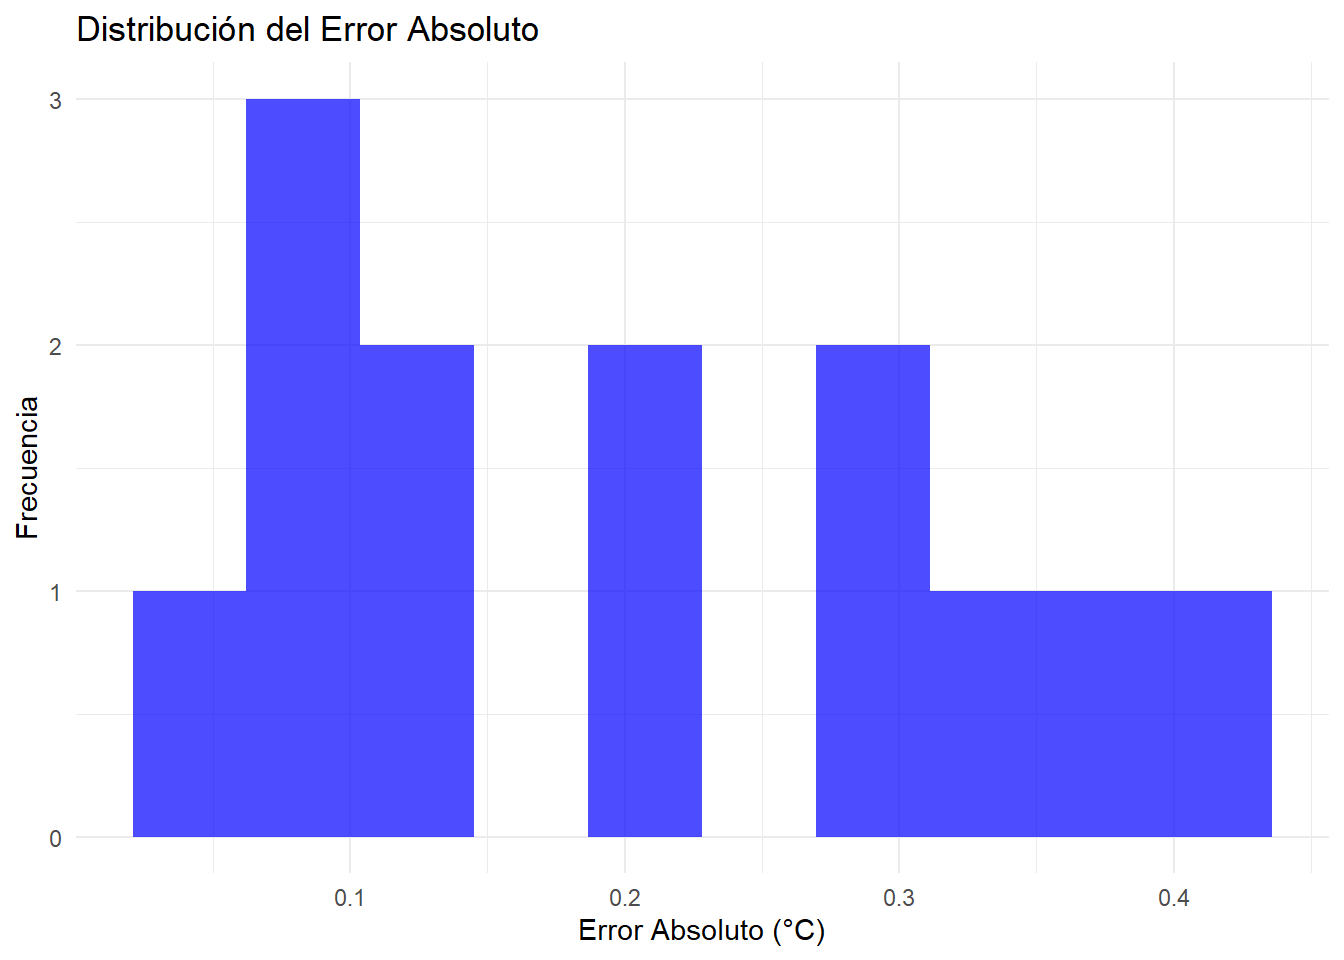 Distribución del Error Absoluto
Frecuencia
3
2
1
0
0.1 0.2 0.3 0.4
Error Absoluto (°C)